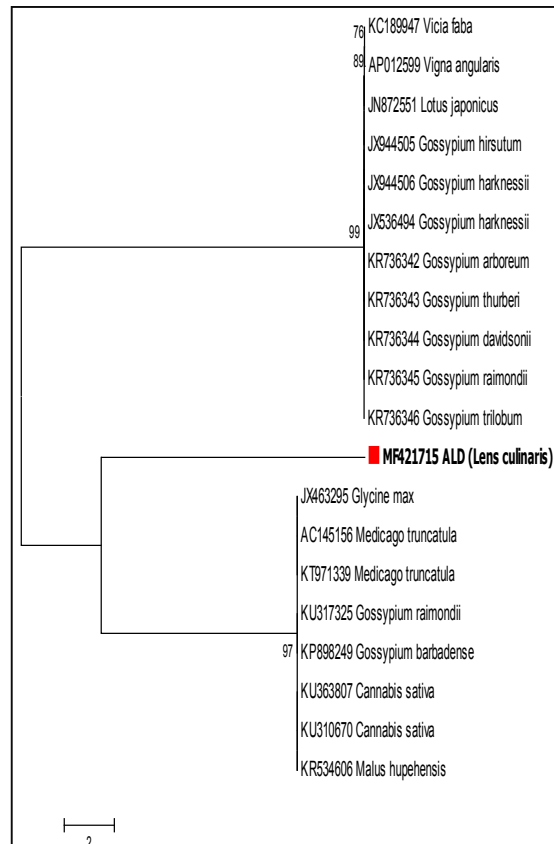 76
KC189947 Vicia faba
89
AP012599 Vigna angularis
JN872551 Lotus japonicus
JX944505 Gossypium hirsutum
JX944506 Gossypium harknessii
JX536494 Gossypium harknessii
99
KR736342 Gossypium arboreum
KR736343 Gossypium thurberi
KR736344 Gossypium davidsonii
KR736345 Gossypium raimondii
KR736346 Gossypium trilobum
MF421715 ALD (Lens culinaris)
JX463295 Glycine max
AC145156 Medicago truncatula
KT971339 Medicago truncatula
KU317325 Gossypium raimondii
97
KP898249 Gossypium barbadense
KU363807 Cannabis sativa
KU310670 Cannabis sativa
KR534606 Malus hupehensis
2